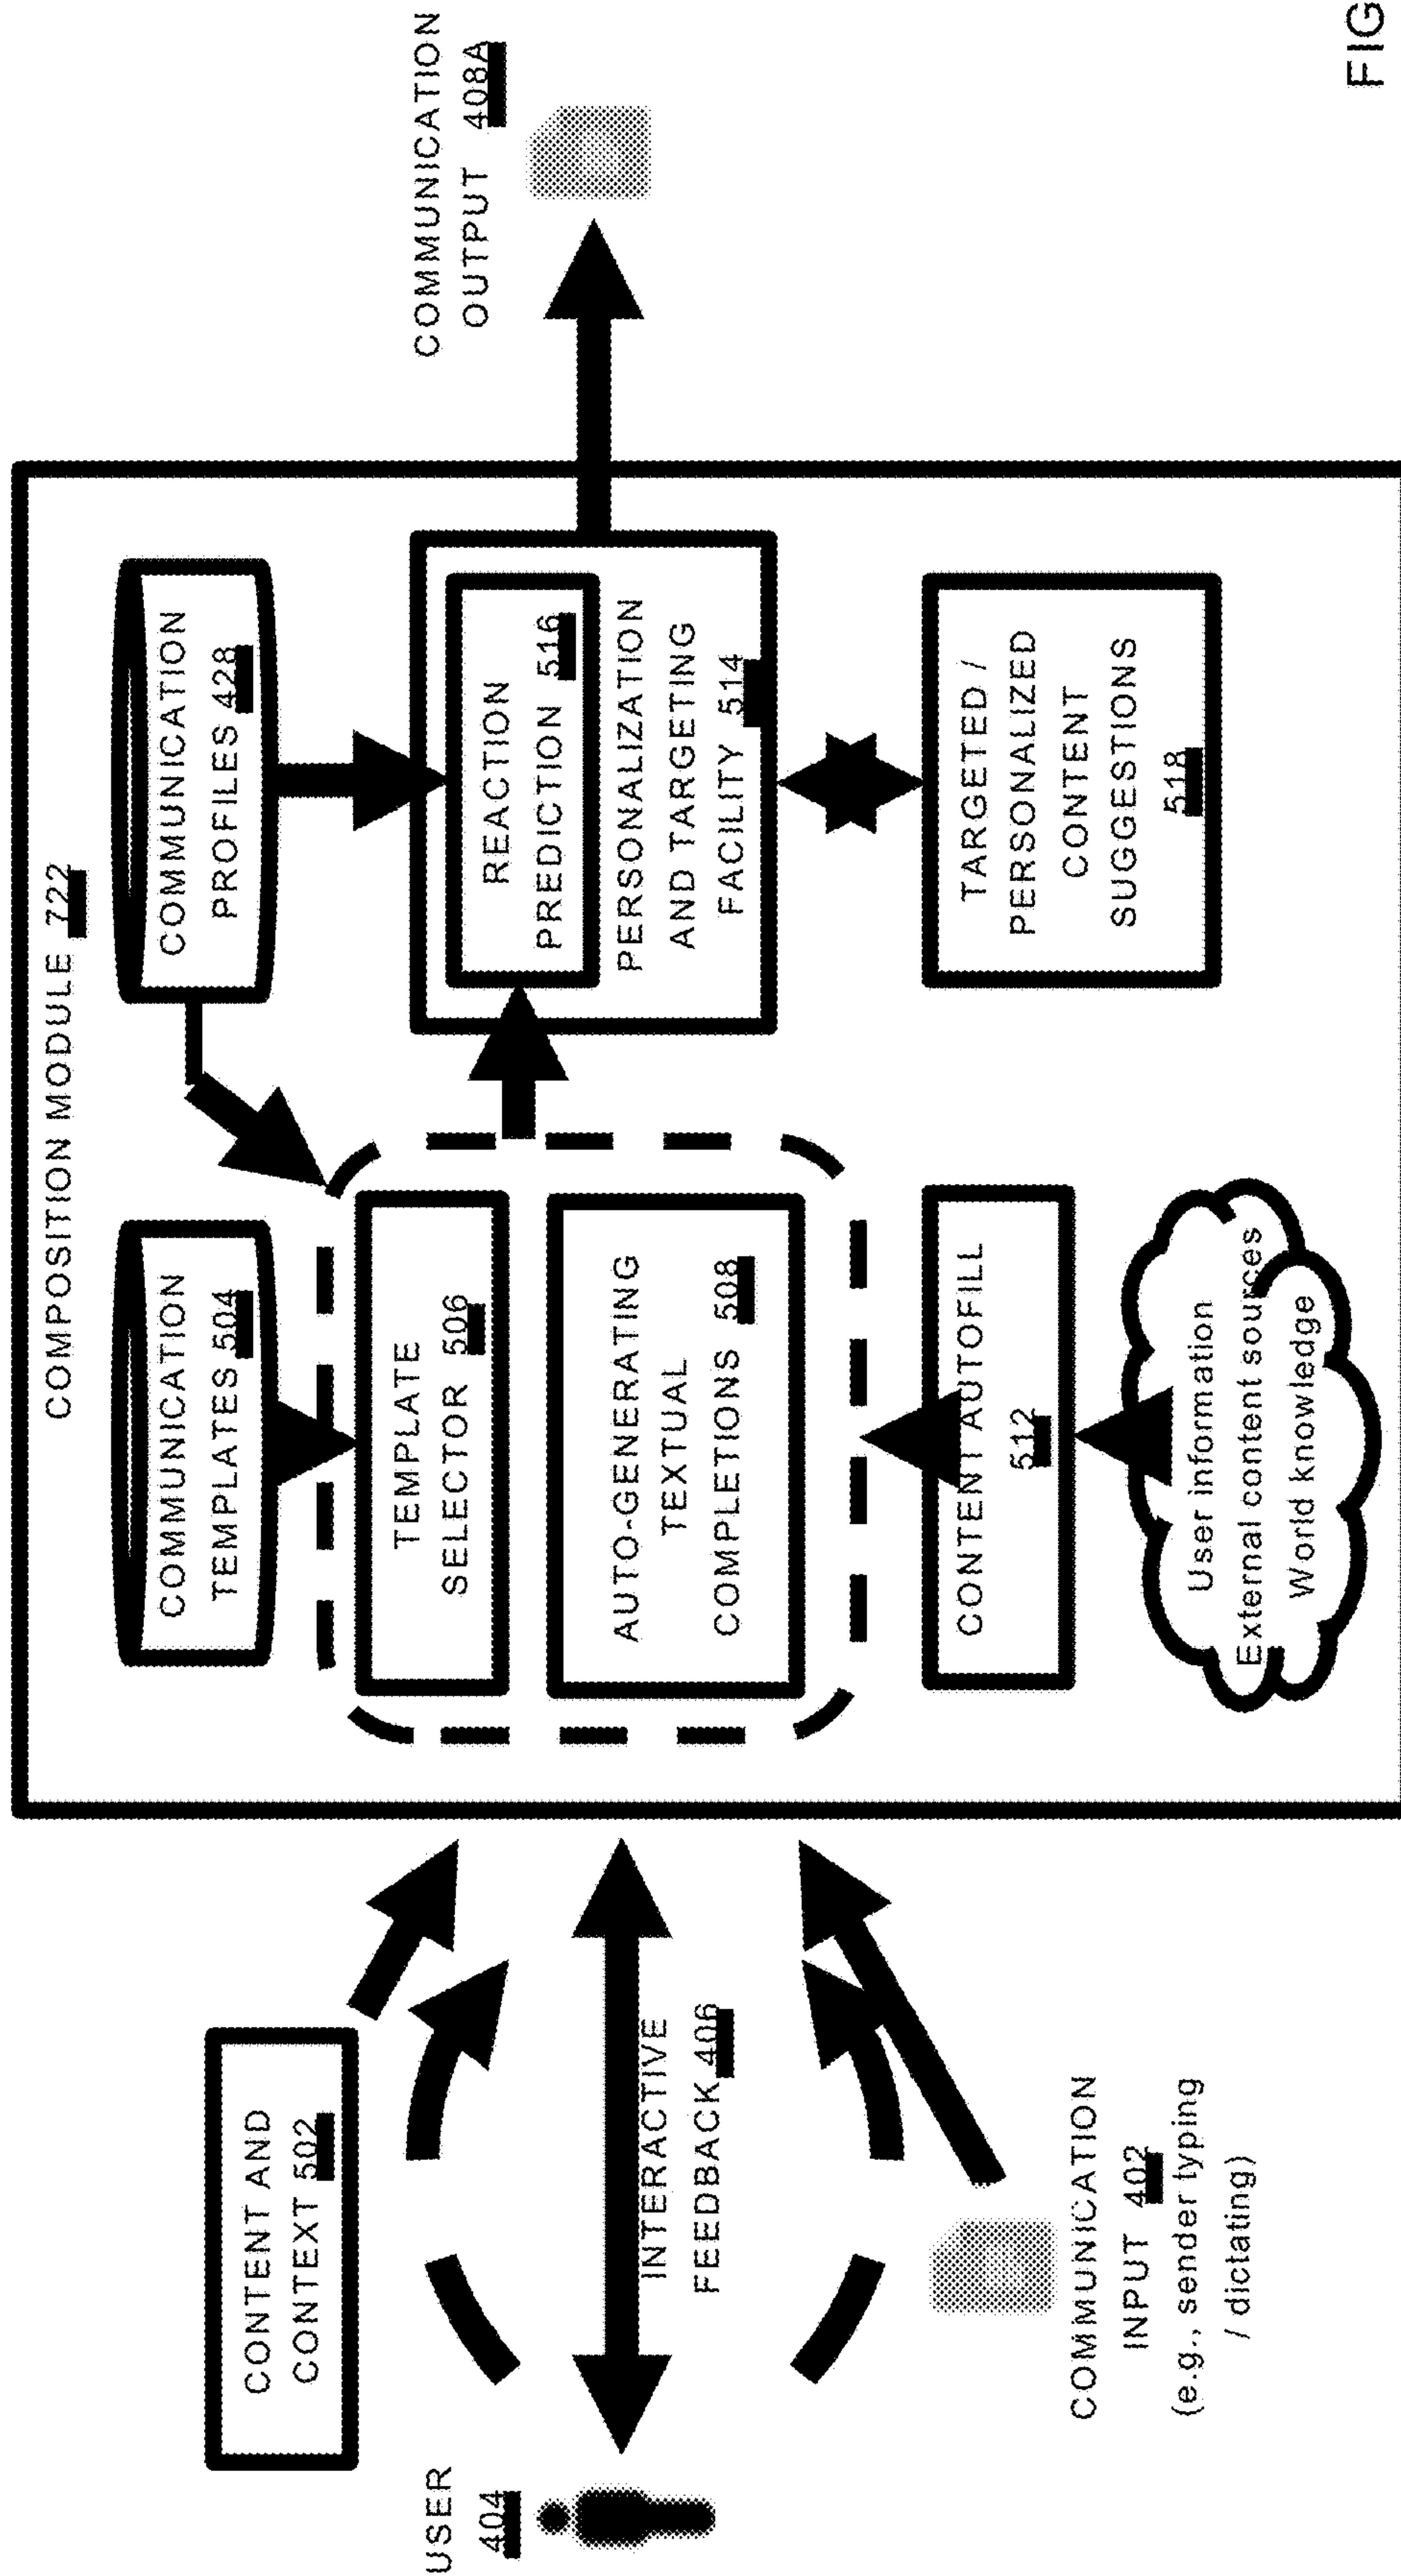 COMPOSITION MODULE 722
CONTENT AND
CONTEXT 502
USER
404
INTERACTIVE
FEEDBACK 406
COMMUNICATION
INPUT 402
(e.g., sender typing
/ dictating)
COMMUNICATION
TEMPLATES 504
TEMPLATE
SELECTOR 506
AUTO-GENERATING
TEXTUAL
COMPLETIONS 508
CONTENT AUTOFILL
512
User information
External content sources
World knowledge
COMMUNICATION
PROFILES 428
REACTION
PREDICTION 516
PERSONALIZATION
AND TARGETING
FACILITY 514
TARGETED /
PERSONALIZED
CONTENT
SUGGESTIONS
518
COMMUNICATION
OUTPUT 408A
FIG